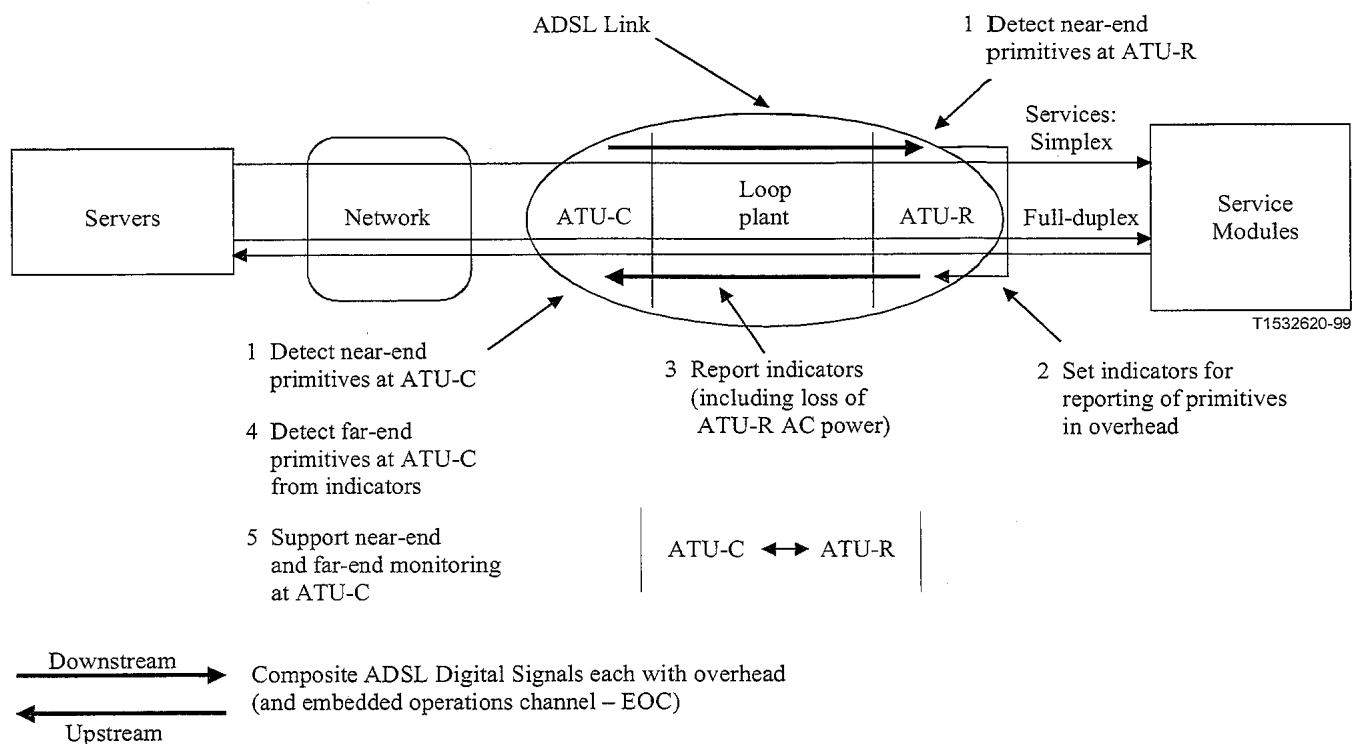 ADSL Link
1 Detect near-end
primitives at ATU-R
Services:
Simplex
Servers
Network
ATU-C
Loop
plant
ATU-R
Full-duplex
Service
Modules
T1532620-99
1 Detect near-end
primitives at ATU-C
4 Detect far-end
primitives at ATU-C
from indicators
5 Support near-end
and far-end monitoring
at ATU-C
3 Report indicators
(including loss of
ATU-R AC power)
2 Set indicators for
reporting of primitives
in overhead
ATU-C
ATU-R
Downstream
Upstream
Composite ADSL Digital Signals each with overhead
(and embedded operations channel – EOC)